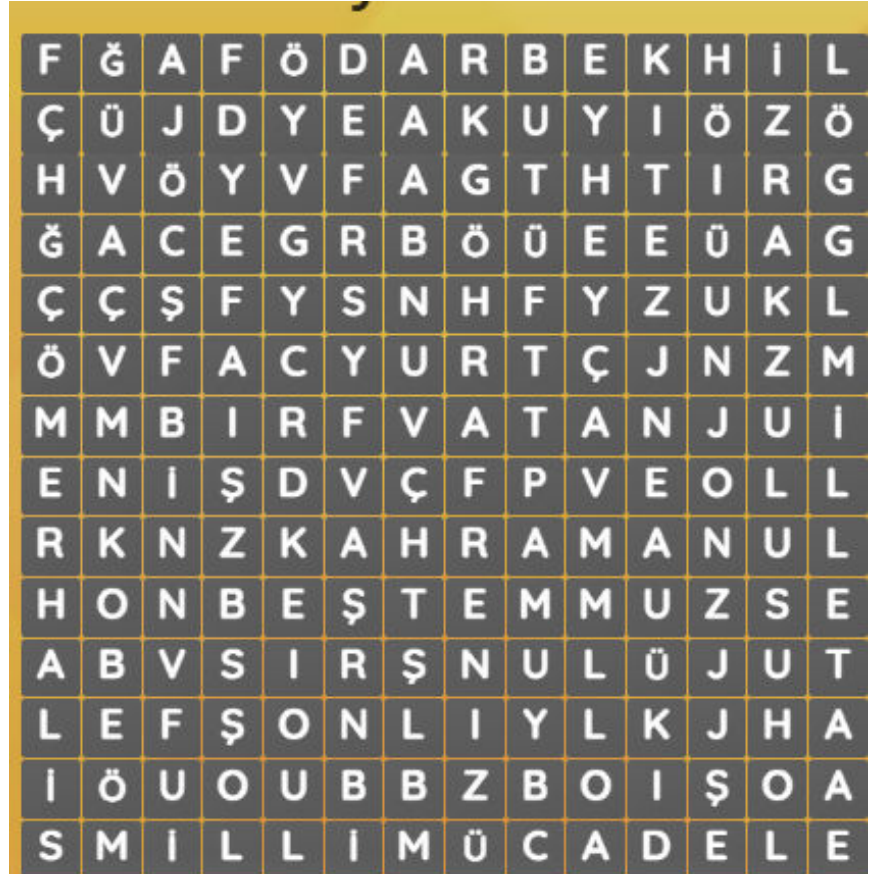 F Ğ A F Ö D A R B E K H İ L
Ç Ü J D Y E A K U Y I Ö Z Ö
H V Ö Y V F A G T H T I R G
Ğ A C E G R B Ö Ü E E Ü A G
Ç Ç Ş F Y S N H F Y Z U K L
Ö V F A C Y U R T Ç J N Z M
M M B I R F V A T A N J U İ
E N İ Ş D V Ç F P V E O L L
R K N Z K A H R A M A N U L
H O N B E Ş T E M M U Z S E
A B V S I R Ş N U L Ü J U T
L E F Ş O N L I Y L K J H A
İ Ö U O U B B Z B O I Ş O A
S M İ L L İ M Ü C A D E L E